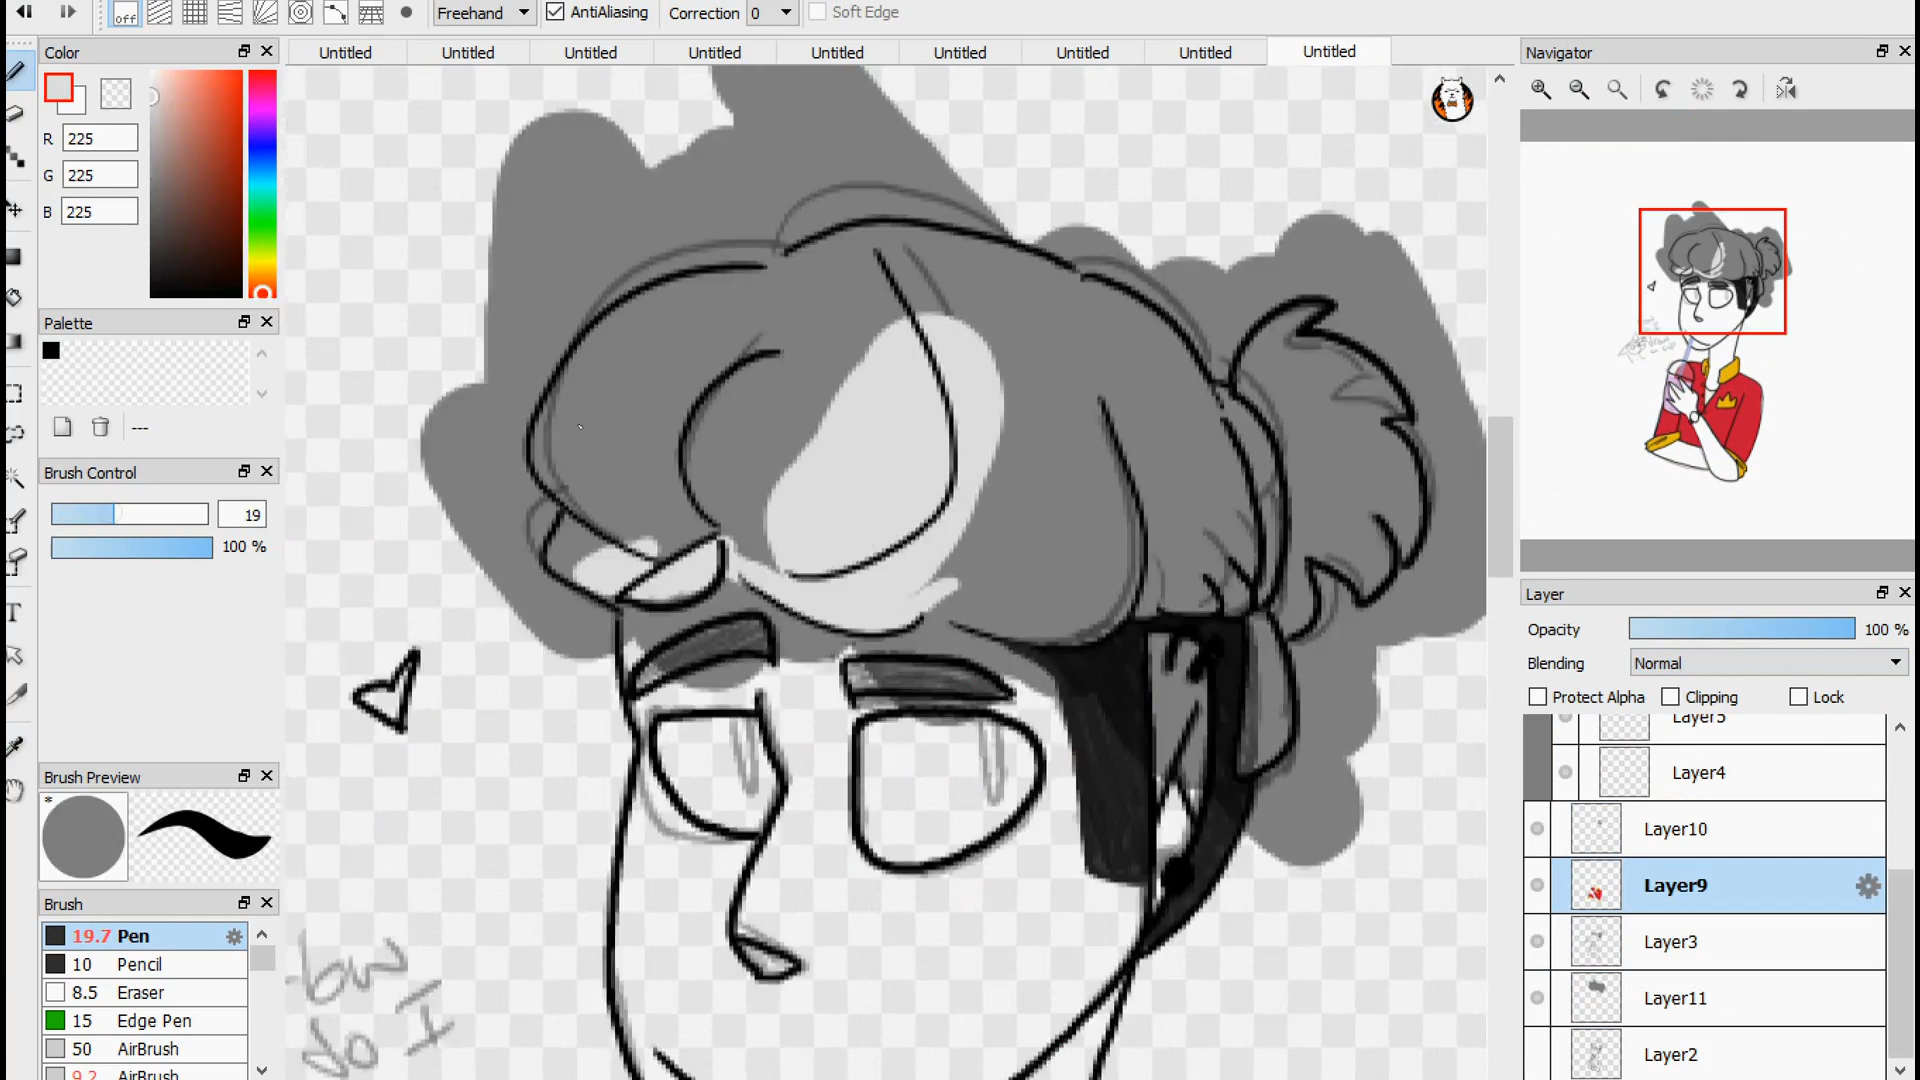 off
Freehand
AntiAliasing
Correction
0
Soft Edge
Color
Untitled
Untitled
Untitled
Untitled
Untitled
Untitled
Untitled
Untitled
Untitled
Navigator
R
225
G
225
B
225
Palette
---
Brush Control
19
100 %
Brush Preview
*
Brush
19.7 Pen
10 Pencil
8.5 Eraser
15 Edge Pen
50 AirBrush
9.2 AirBrush
T
Layer
Opacity
100 %
Blending
Normal
Protect Alpha
Clipping
Lock
Layer5
Layer4
Layer10
Layer9
Layer3
Layer11
Layer2
do I